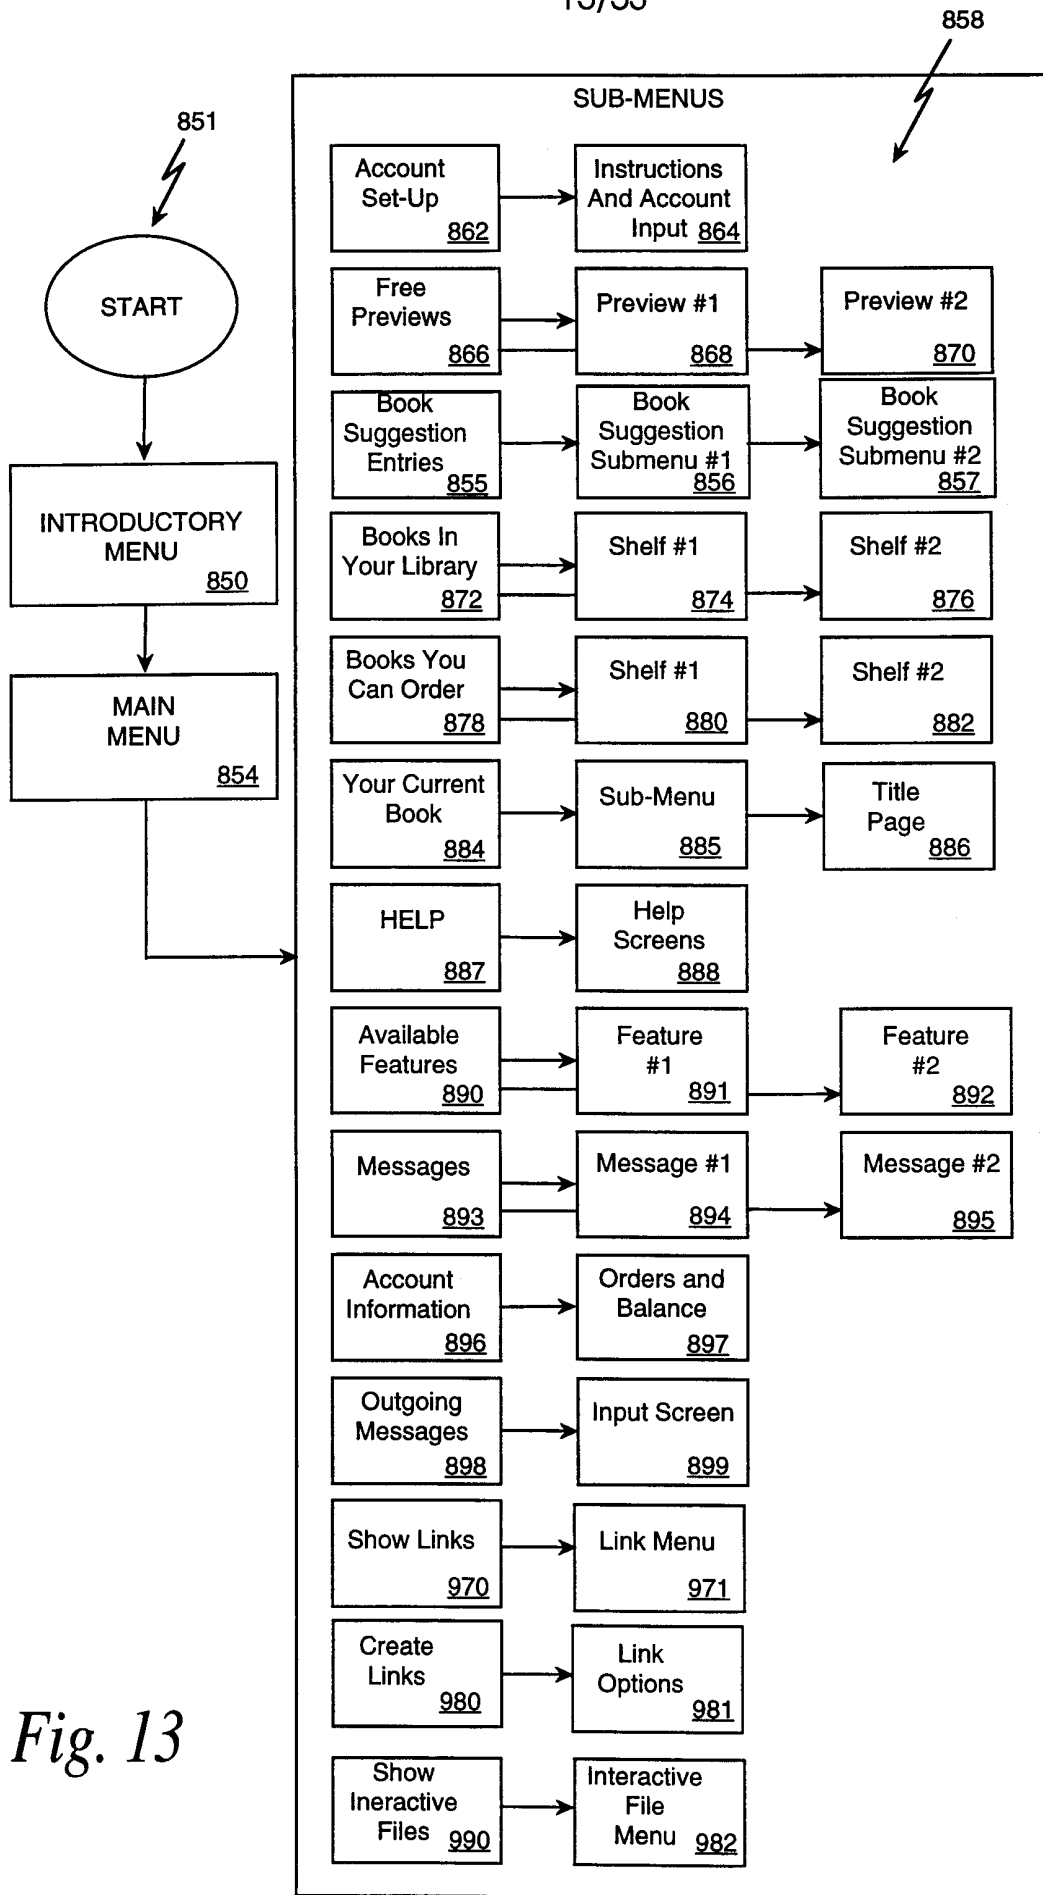 858
SUB-MENUS
851
START
INTRODUCTORY
MENU
850
MAIN
MENU
854
Account
Set-Up
862
Instructions
And Account
Input 864
Free
Previews
866
Preview #1
868
Preview #2
870
Book
Suggestion
Entries
855
Book
Suggestion
Submenu #1
856
Book
Suggestion
Submenu #2
857
Books In
Your Library
872
Shelf #1
874
Shelf #2
876
Books You
Can Order
878
Shelf #1
880
Shelf #2
882
Your Current
Book
884
Sub-Menu
885
Title
Page
886
HELP
887
Help
Screens
888
Available
Features
890
Feature
#1
891
Feature
#2
892
Messages
893
Message #1
894
Message #2
895
Account
Information
896
Orders and
Balance
897
Outgoing
Messages
898
Input Screen
899
Show Links
970
Link Menu
971
Create
Links
980
Link
Options
981
Show
Ineractive
Files 990
Interactive
File
Menu 982
Fig. 13